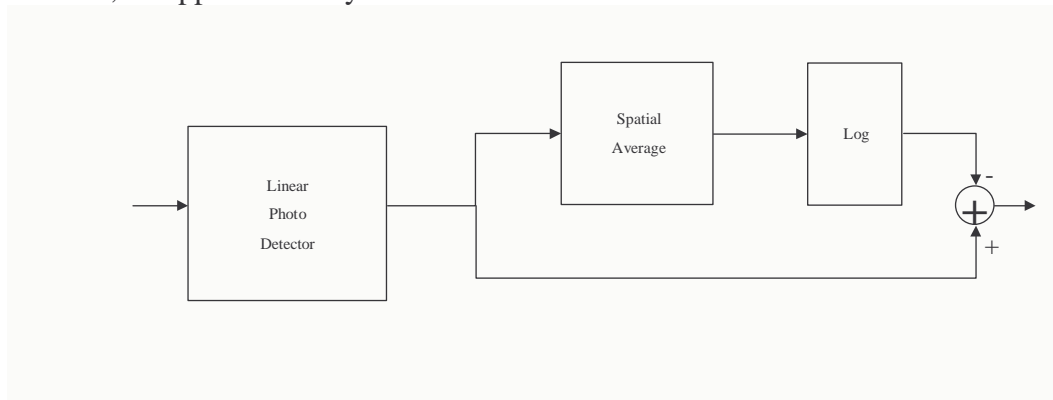 Linear
Photo
Detector
Spatial
Average
Log
-
+
+